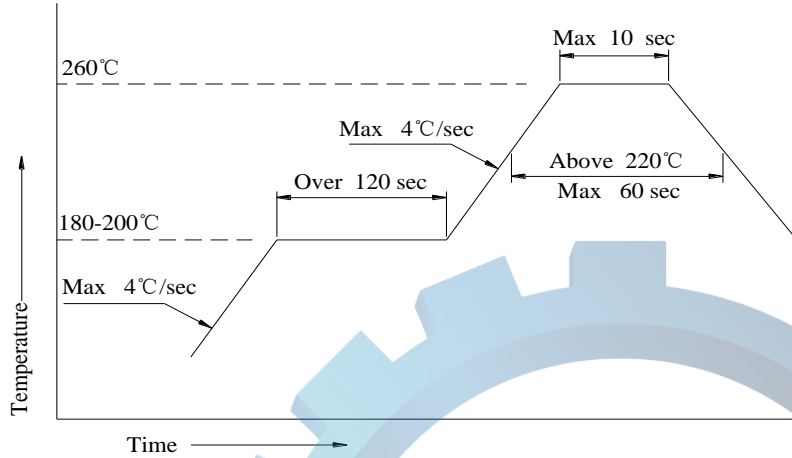 Max 10 sec
260℃
Max 4℃/sec
Above 220℃
Max 60 sec
Over 120 sec
180-200℃
Max 4℃/sec
Temperature
Time